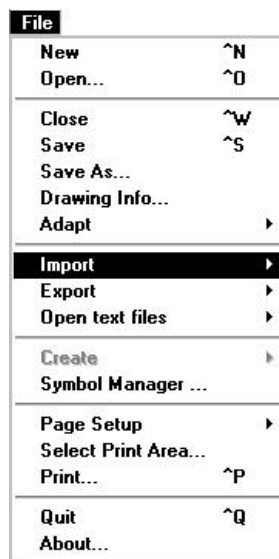 File
New ^N
Open... ^O
Close ^W
Save ^S
Save As...
Drawing Info...
Adapt
Import
Export
Open text files
Create
Symbol Manager ...
Page Setup
Select Print Area...
Print... ^P
Quit ^Q
About...